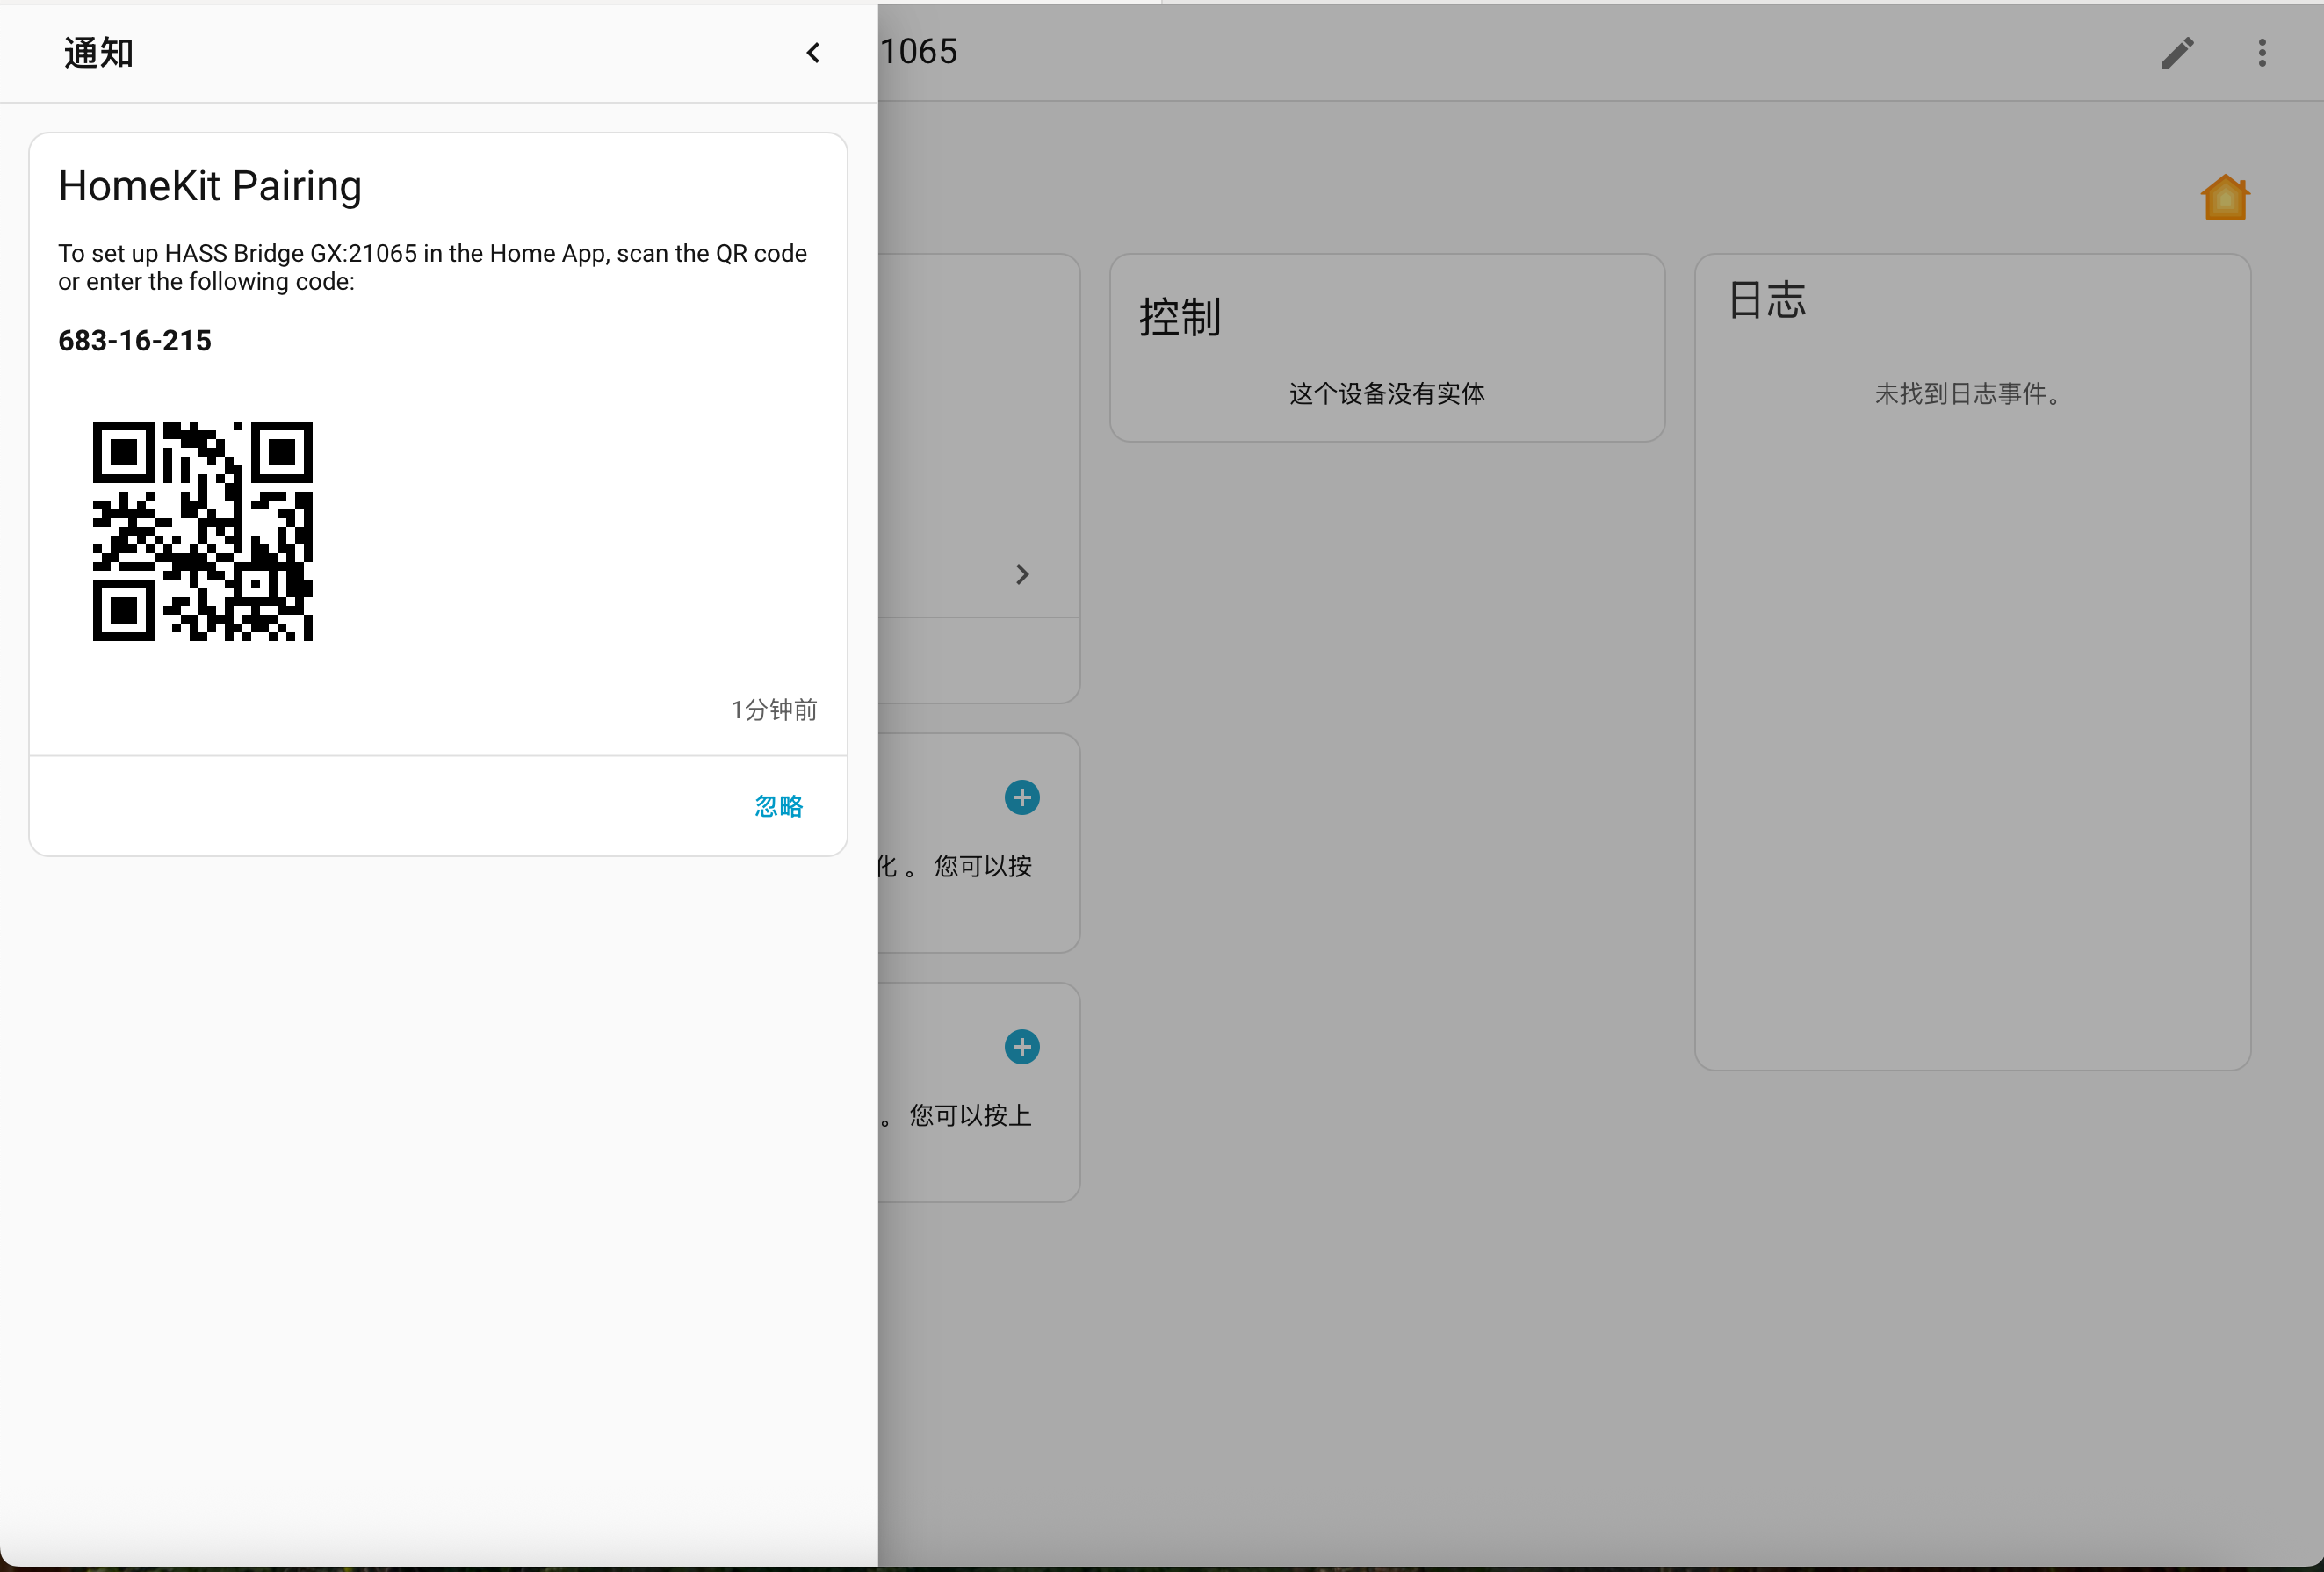 通知
1065
HomeKit Pairing
To set up HASS Bridge GX:21065 in the Home App, scan the QR code
or enter the following code:
683-16-215
1分钟前
忽略
控制
这个设备没有实体
日志
未找到日志事件。
化 。 您可以按
。 您可以按上